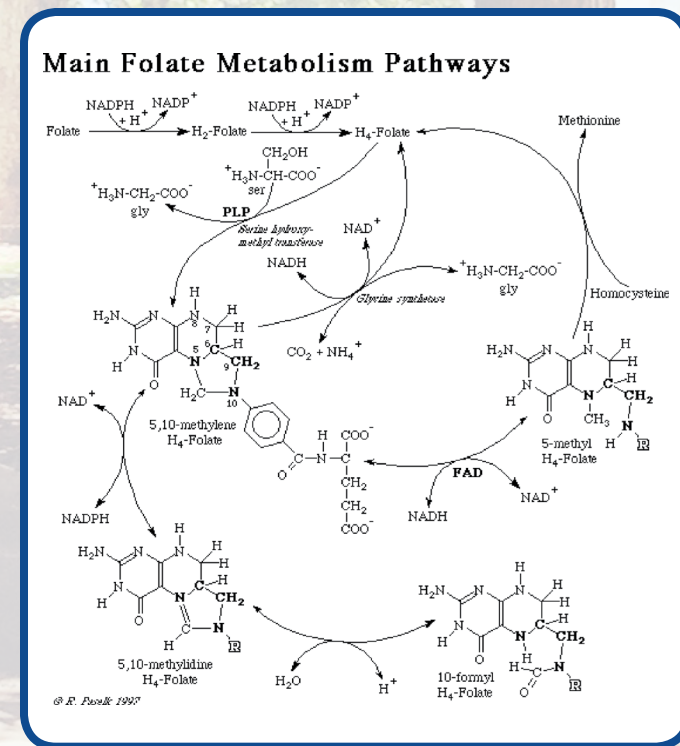 Main Folate Metabolism Pathways
NADPH + H+ NADP+ NADPH + H+ NADP+
Folate H2-Folate H4-Folate
Methionine
CH2OH
+H3N-CH-COO-
ser
+H3N-CH2-COO-
gly
PLP
Serine hydroxy-
methyl transferase
NAD+
NADH
+H3N-CH2-COO-
gly
Glycine synthetase
CO2 + NH4+
Homocysteine
H
H2N N N 8 7 H
H
6 H
H N N 5 C 9 CH2
O
H2C N 10
5,10-methylene
H4-Folate
NAD+
NADPH
H COO-
C-N-C-H
O CH2
CH2
COO-
H
H2N N N H
H
C H
H N N CH2
O CH3 N
H R
5-methyl
H4-Folate
FAD
NADH
NAD+
H
H2N N N H
H
C H
H N N CH2
O
C N R
H
5,10-methylidine
H4-Folate
H2O
H+
H
H2N N N H
H
C H
H N N CH2
O H
H C N R
O
10-formyl
H4-Folate
© R. Paselk 1997